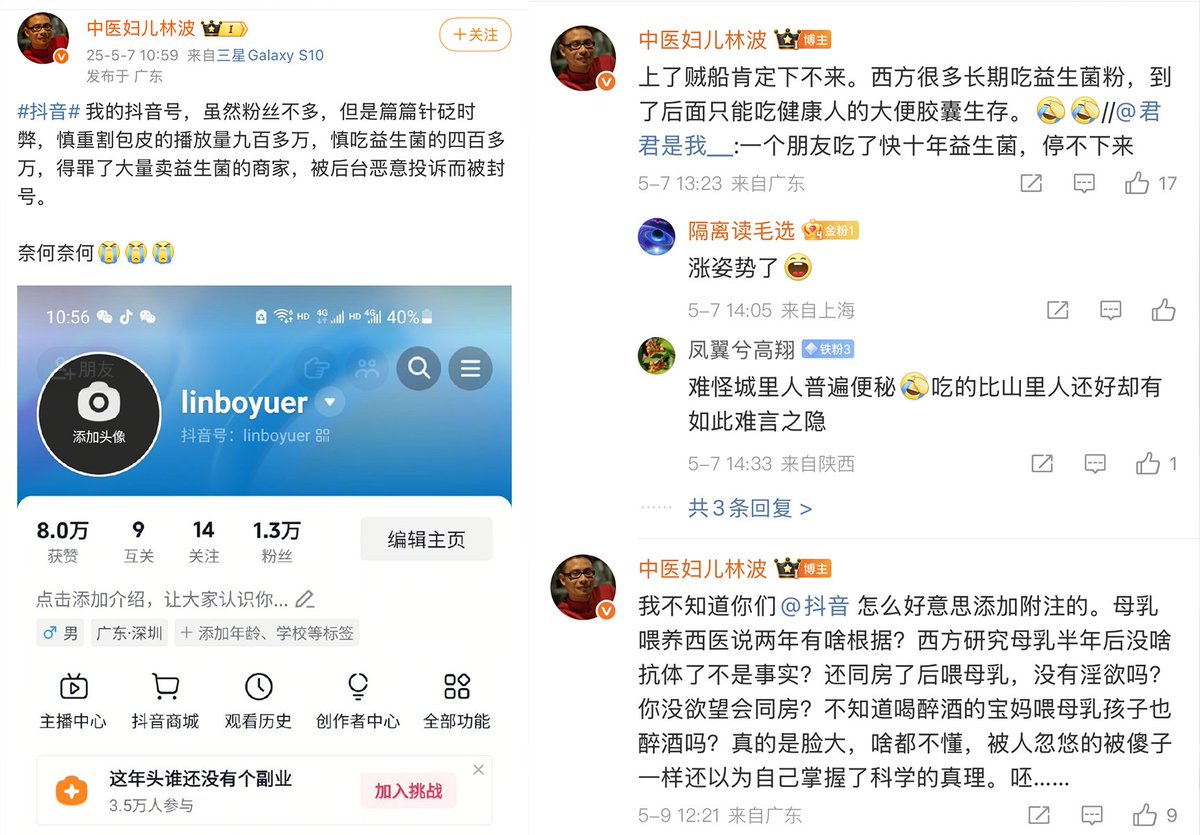 中医妇儿林波 I
25-5-7 10:59 来自三星Galaxy S10
发布于 广东
+关注
#抖音# 我的抖音号，虽然粉丝不多，但是篇篇针砭时
弊，慎重割包皮的播放量九百多万，慎吃益生菌的四百多
万，得罪了大量卖益生菌的商家，被后台恶意投诉而被封
号。
奈何奈何😭😭😭
10:56 HD 4G HD 4G 40%
朋友
添加头像
linboyuer
抖音号：linboyuer
8.0万 9 14 1.3万
获赞 互关 关注 粉丝
编辑主页
点击添加介绍，让大家认识你...
♂ 男 广东·深圳 + 添加年龄、学校等标签
主播中心 抖音商城 观看历史 创作者中心 全部功能
这年头谁还没有个副业
3.5万人参与
加入挑战
中医妇儿林波 博主
上了贼船肯定下不来。西方很多长期吃益生菌粉，到
了后面只能吃健康人的大便胶囊生存。🤣🤣//@君
君是我__:一个朋友吃了快十年益生菌，停不下来
5-7 13:23 来自广东 17
隔离读毛选 金粉1
涨姿势了😄
5-7 14:05 来自上海
凤翼兮高翔 铁粉3
难怪城里人普遍便秘🤣吃的比山里人还好却有
如此难言之隐
5-7 14:33 来自陕西 1
共3条回复 >
中医妇儿林波 博主
我不知道你们@抖音 怎么好意思添加附注的。母乳
喂养西医说两年有啥根据？西方研究母乳半年后没啥
抗体了不是事实？还同房了后喂母乳，没有淫欲吗？
你没欲望会同房？不知道喝醉酒的宝妈喂母乳孩子也
醉酒吗？真的是脸大，啥都不懂，被人忽悠的被傻子
一样还以为自己掌握了科学的真理。呸......
5-9 12:21 来自广东 9